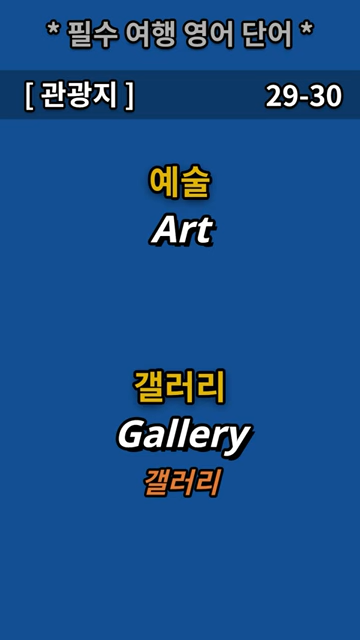 * 필수 여행 영어 단어 *
[ 관광지 ] 29-30
예술
Art
갤러리
Gallery
갤러리